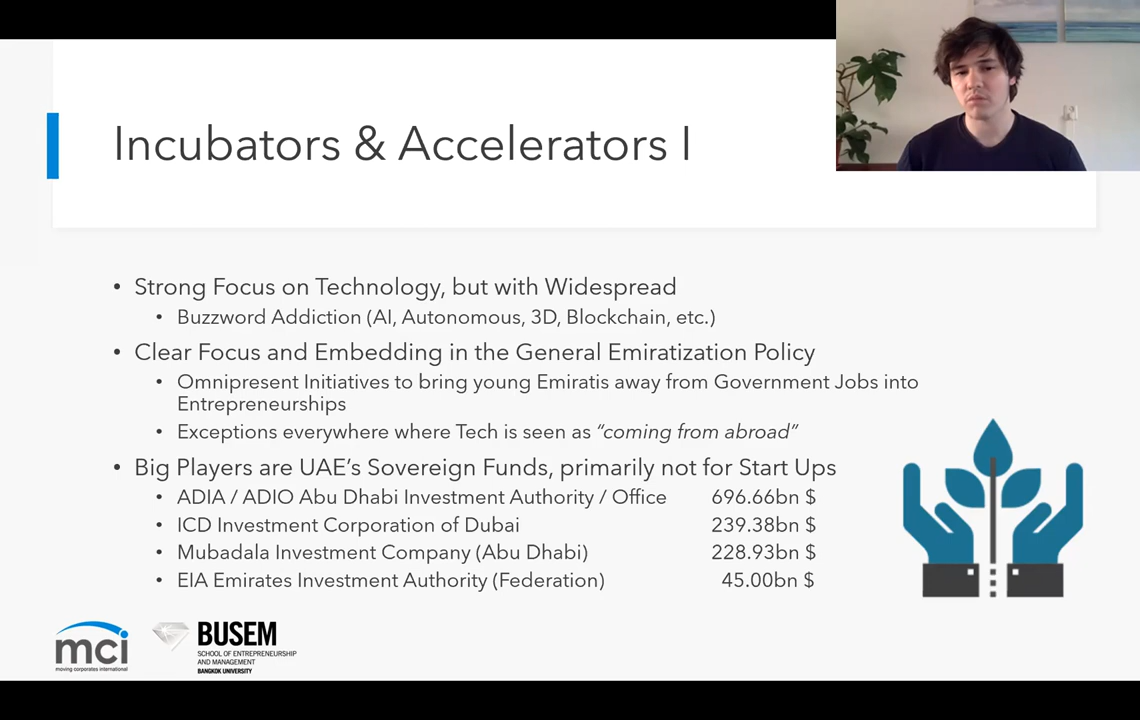 Incubators & Accelerators I
• Strong Focus on Technology, but with Widespread
• Buzzword Addiction (AI, Autonomous, 3D, Blockchain, etc.)
• Clear Focus and Embedding in the General Emiratization Policy
• Omnipresent Initiatives to bring young Emiratis away from Government Jobs into
Entrepreneurships
• Exceptions everywhere where Tech is seen as “coming from abroad”
• Big Players are UAE’s Sovereign Funds, primarily not for Start Ups
• ADIA / ADIO Abu Dhabi Investment Authority / Office 696.66bn $
• ICD Investment Corporation of Dubai 239.38bn $
• Mubadala Investment Company (Abu Dhabi) 228.93bn $
• EIA Emirates Investment Authority (Federation) 45.00bn $
mci
moving corporates international
BUSEM
SCHOOL OF ENTREPRENEURSHIP
AND MANAGEMENT
BANGKOK UNIVERSITY